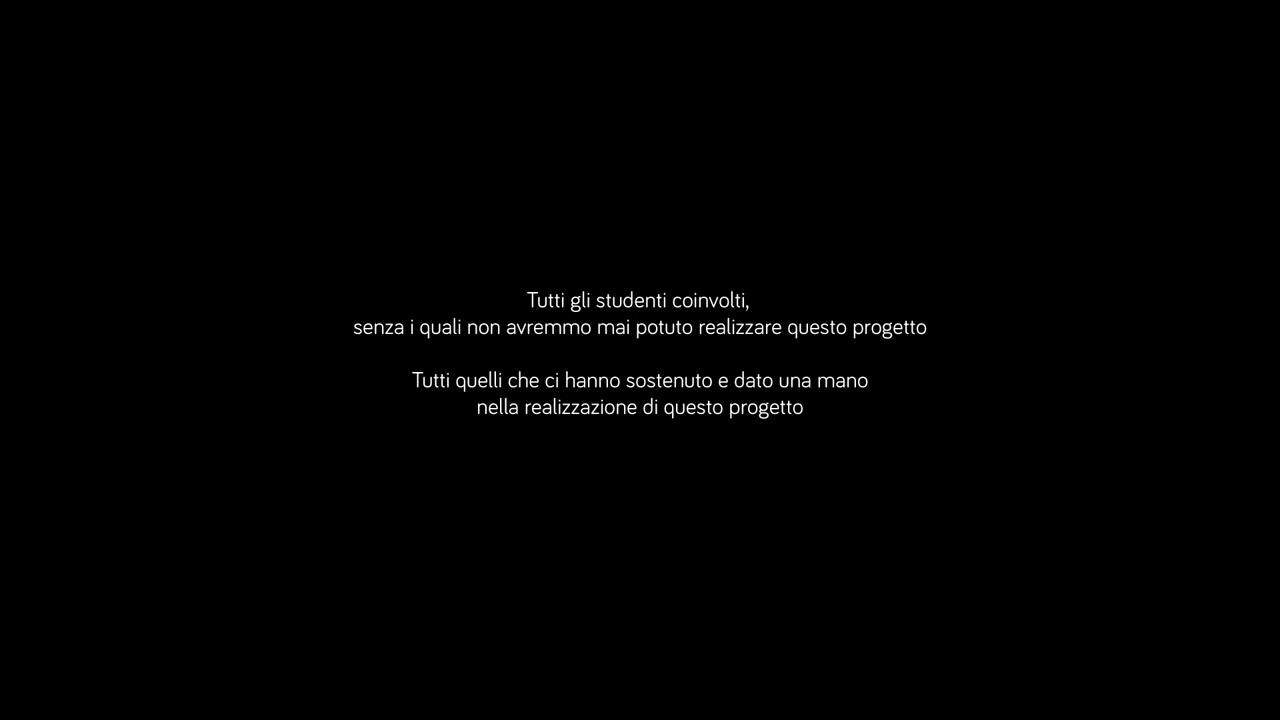 Tutti gli studenti coinvolti,
senza i quali non avremmo mai potuto realizzare questo progetto
Tutti quelli che ci hanno sostenuto e dato una mano
nella realizzazione di questo progetto